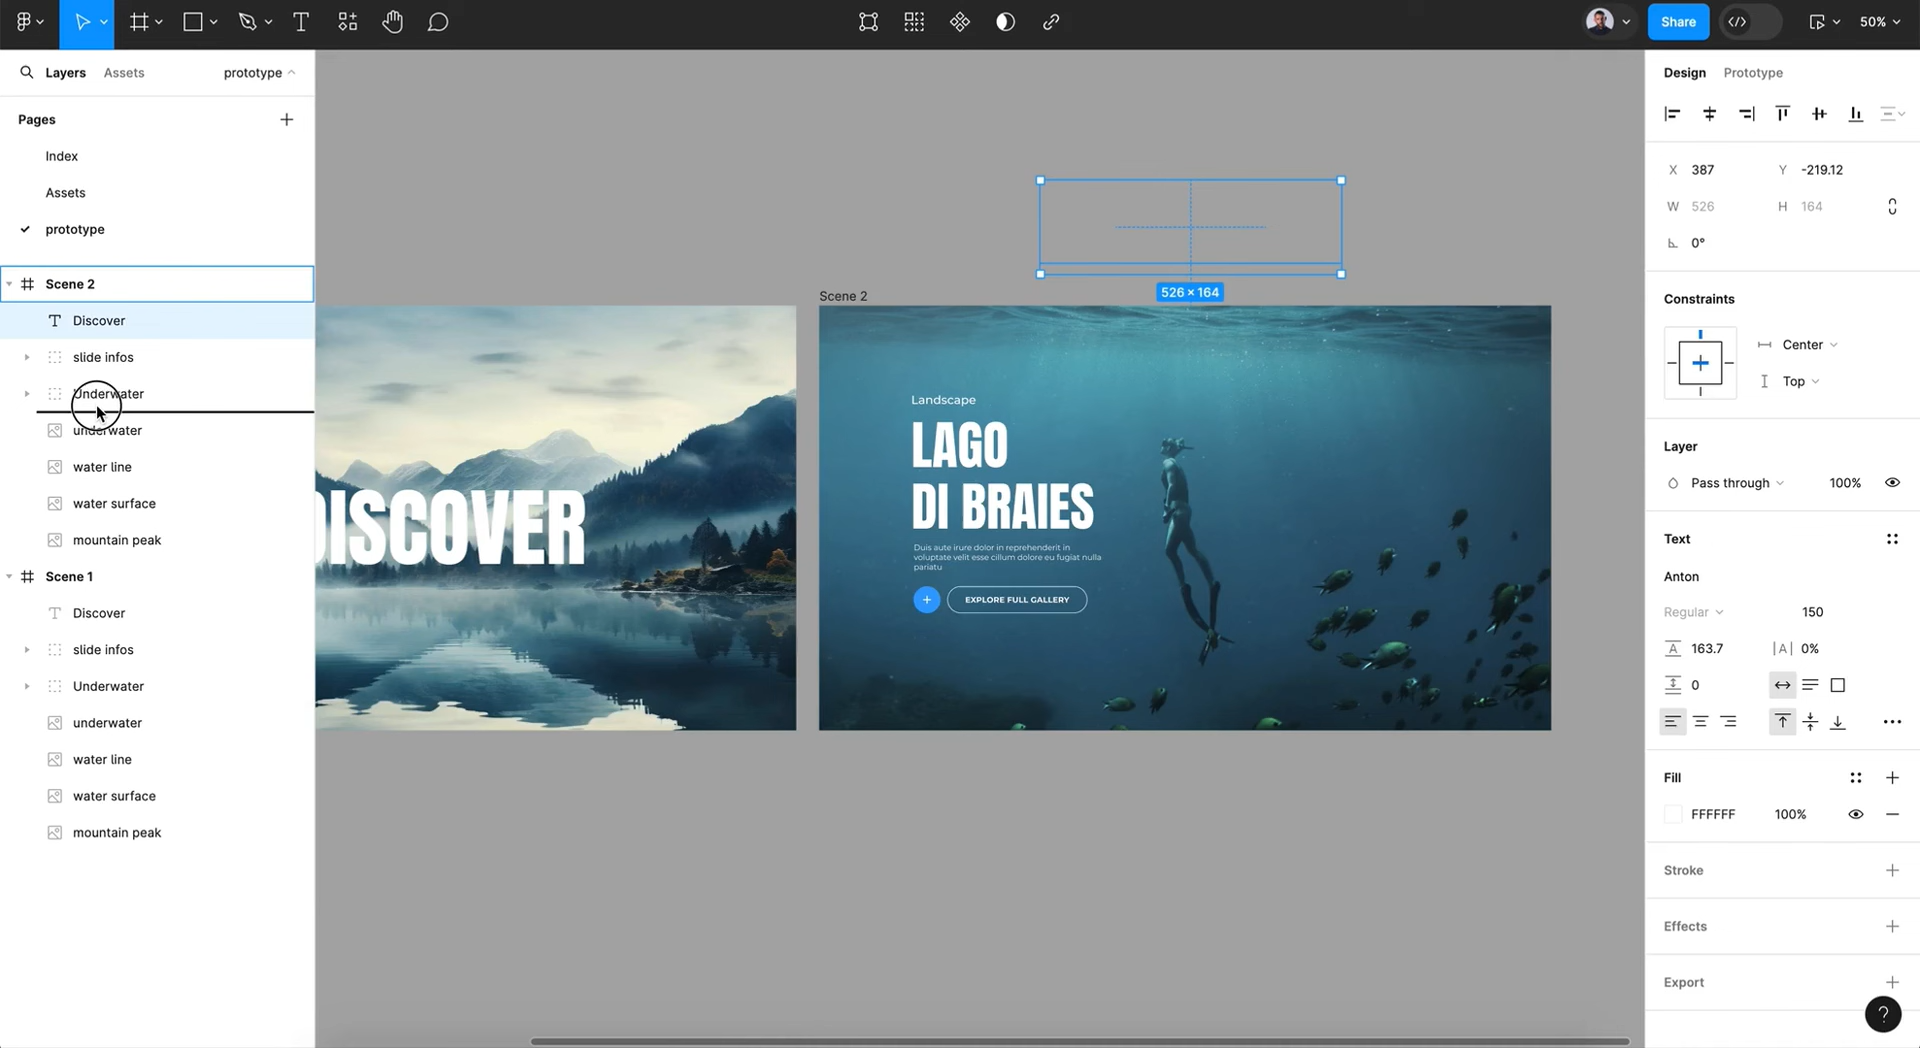 Share
50%
Layers
Assets
prototype
Pages
Index
Assets
prototype
Scene 2
Discover
slide infos
Underwater
underwater
water line
water surface
mountain peak
Scene 1
Discover
slide infos
Underwater
underwater
water line
water surface
mountain peak
DISCOVER
526 × 164
Scene 2
Landscape
LAGO
DI BRAIES
Duis aute irure dolor in reprehenderit in
voluptate velit esse cillum dolore eu fugiat nulla
pariatu
+
EXPLORE FULL GALLERY
Design
Prototype
X 387
Y -219.12
W 526
H 164
0°
Constraints
Center
Top
Layer
Pass through
100%
Text
Anton
Regular
150
163.7
|A| 0%
0
Fill
FFFFFF
100%
Stroke
Effects
Export
?